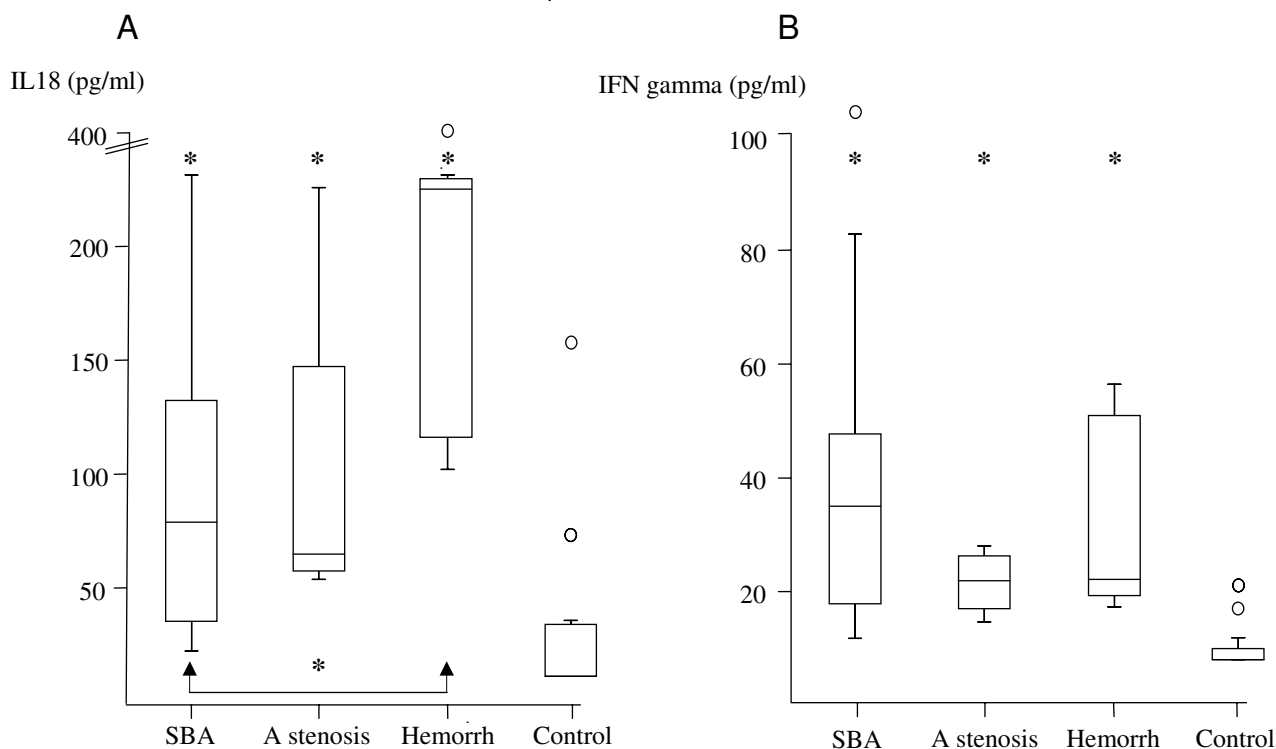 A
IL18 (pg/ml)
400
200
150
100
50
* * *
*
SBA A stenosis Hemorrh Control
B
IFN gamma (pg/ml)
100
80
60
40
20
* * *
SBA A stenosis Hemorrh Control